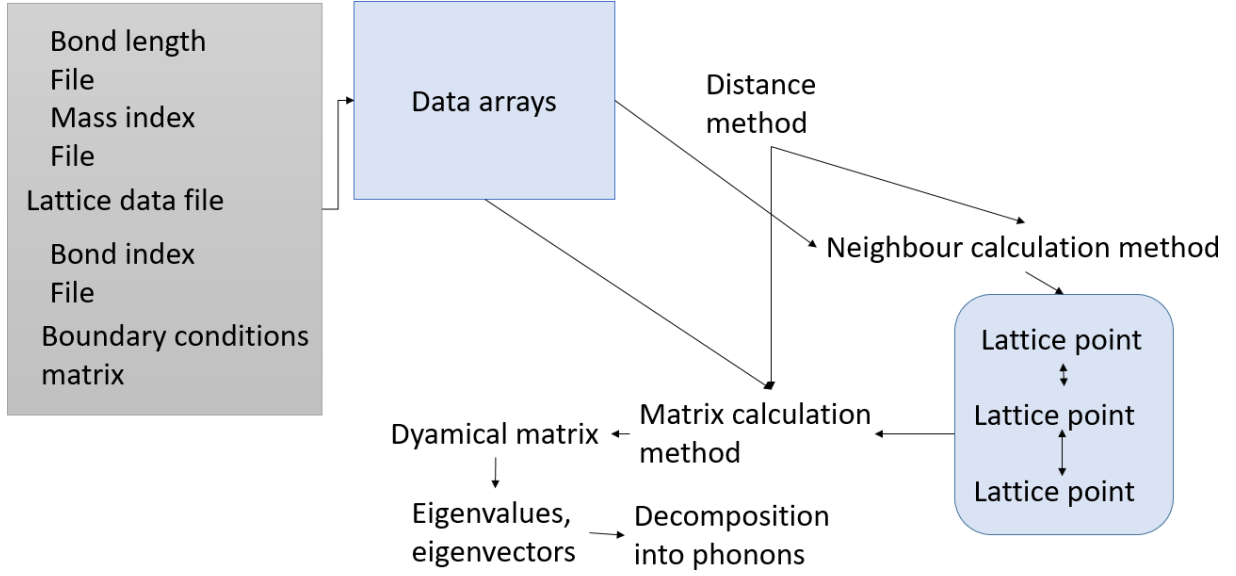 Bond length
File
Mass index
File
Lattice data file
Bond index
File
Boundary conditions
matrix
Data arrays
Distance
method
Neighbour calculation method
Lattice point
Lattice point
Lattice point
Matrix calculation
method
Dyamical matrix
Eigenvalues,
eigenvectors
Decomposition
into phonons